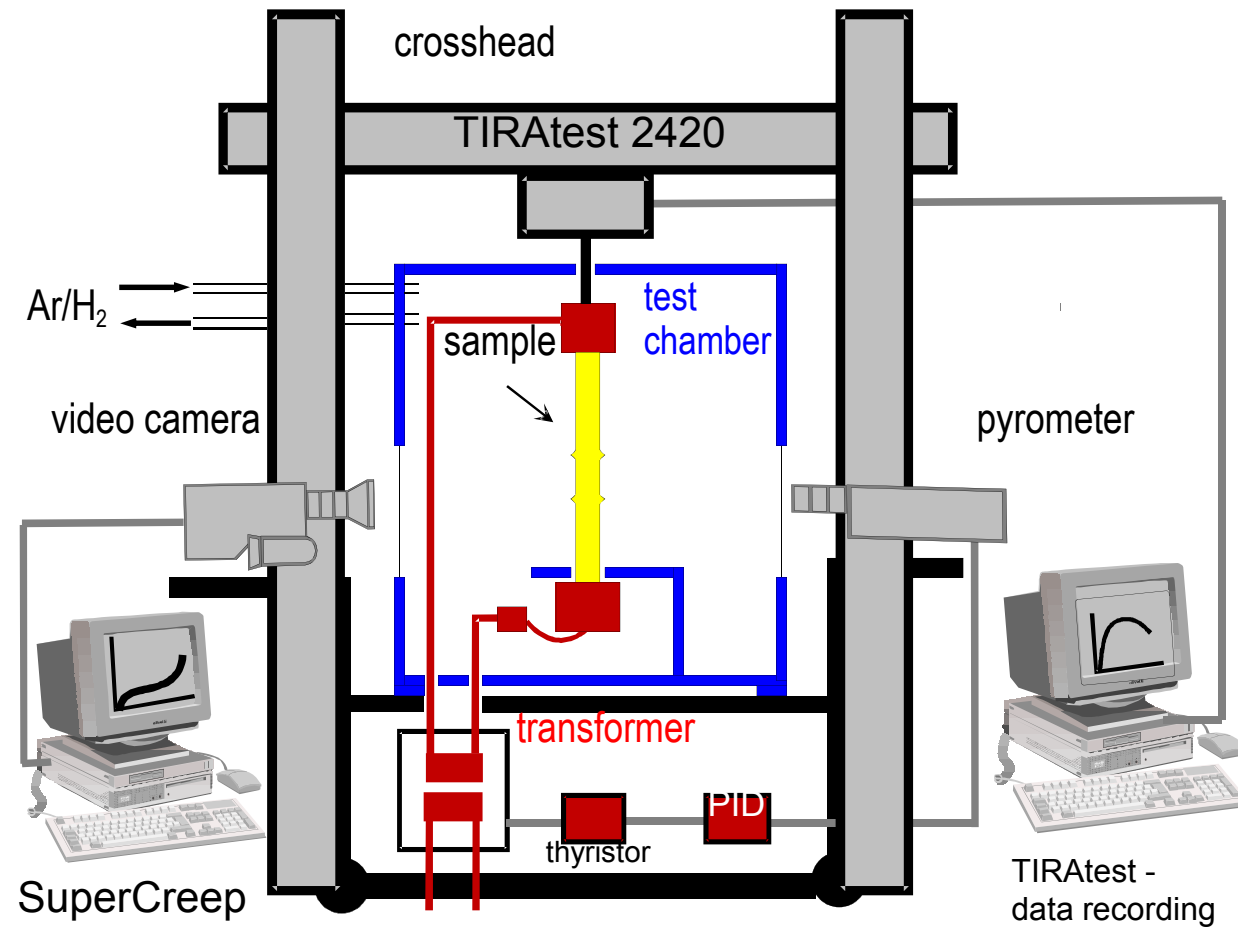 crosshead
TIRAtest 2420
Ar/H₂
test
chamber
sample
video camera
pyrometer
transformer
PID
thyristor
SuperCreep
TIRAtest -
data recording